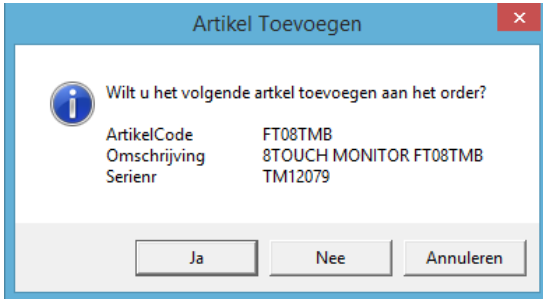 Artikel Toevoegen
Wilt u het volgende artkel toevoegen aan het order?
ArtikelCode FT08TMB
Omschrijving 8TOUCH MONITOR FT08TMB
Serienr TM12079
Ja Nee Annuleren